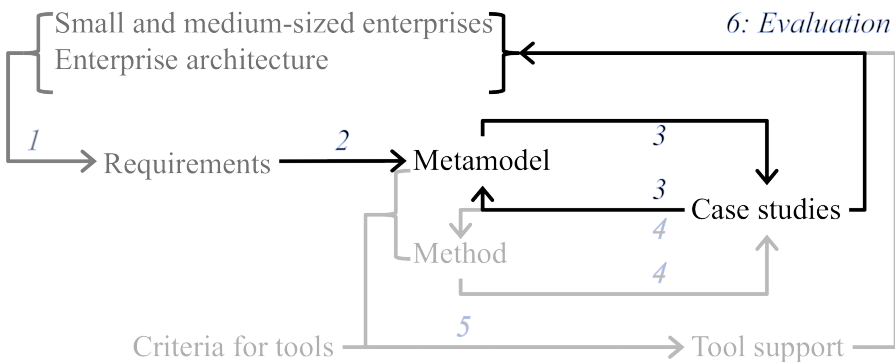 Small and medium-sized enterprises
6: Evaluation
Enterprise architecture
1
Requirements
2
Metamodel
3
3
Case studies
4
Method
4
Criteria for tools
5
Tool support